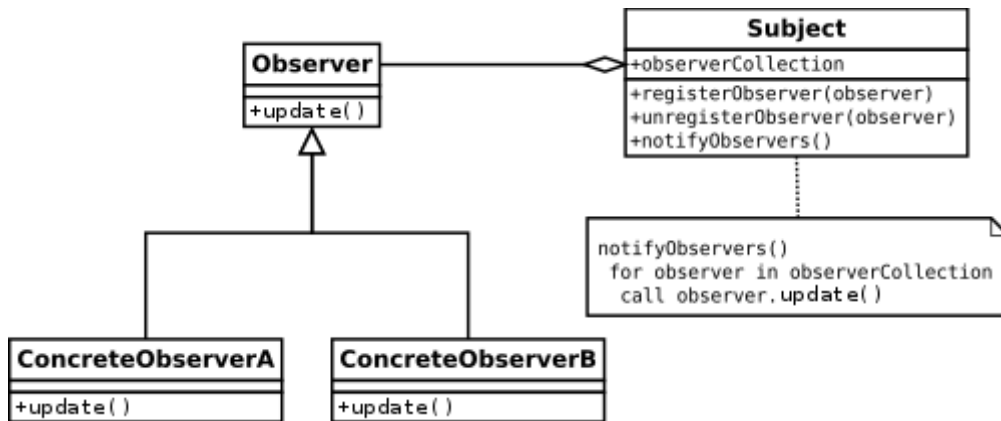 Observer
+update()
Subject
+observerCollection
+registerObserver(observer)
+unregisterObserver(observer)
+notifyObservers()
notifyObservers()
for observer in observerCollection
call observer.update()
ConcreteObserverA
+update()
ConcreteObserverB
+update()